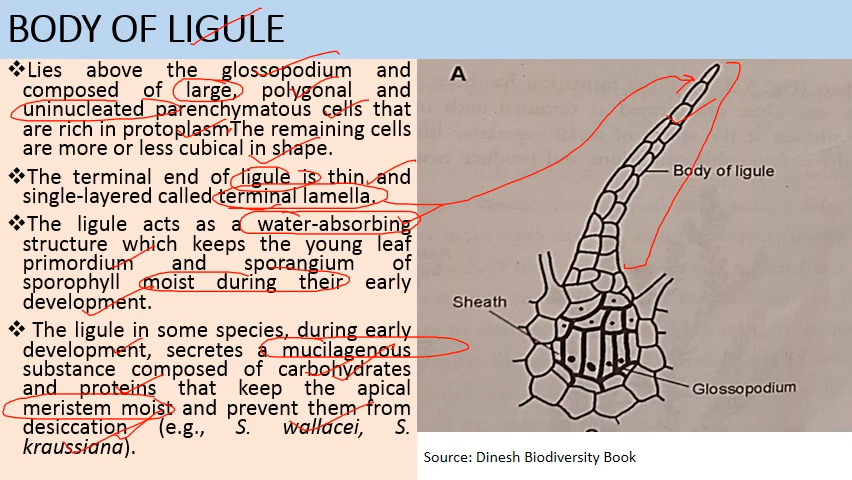 BODY OF LIGULE
❖Lies above the glossopodium and
composed of large, polygonal and
uninucleated parenchymatous cells that
are rich in protoplasm.The remaining cells
are more or less cubical in shape.
❖The terminal end of ligule is thin, and
single-layered called terminal lamella.
❖The ligule acts as a water-absorbing
structure which keeps the young leaf
primordium and sporangium of
sporophyll moist during their early
development.
❖ The ligule in some species, during early
development, secretes a mucilagenous
substance composed of carbohydrates
and proteins that keep the apical
meristem moist and prevent them from
desiccation (e.g., S. wallacei, S.
kraussiana).
A
Body of ligule
Sheath
Glossopodium
Source: Dinesh Biodiversity Book